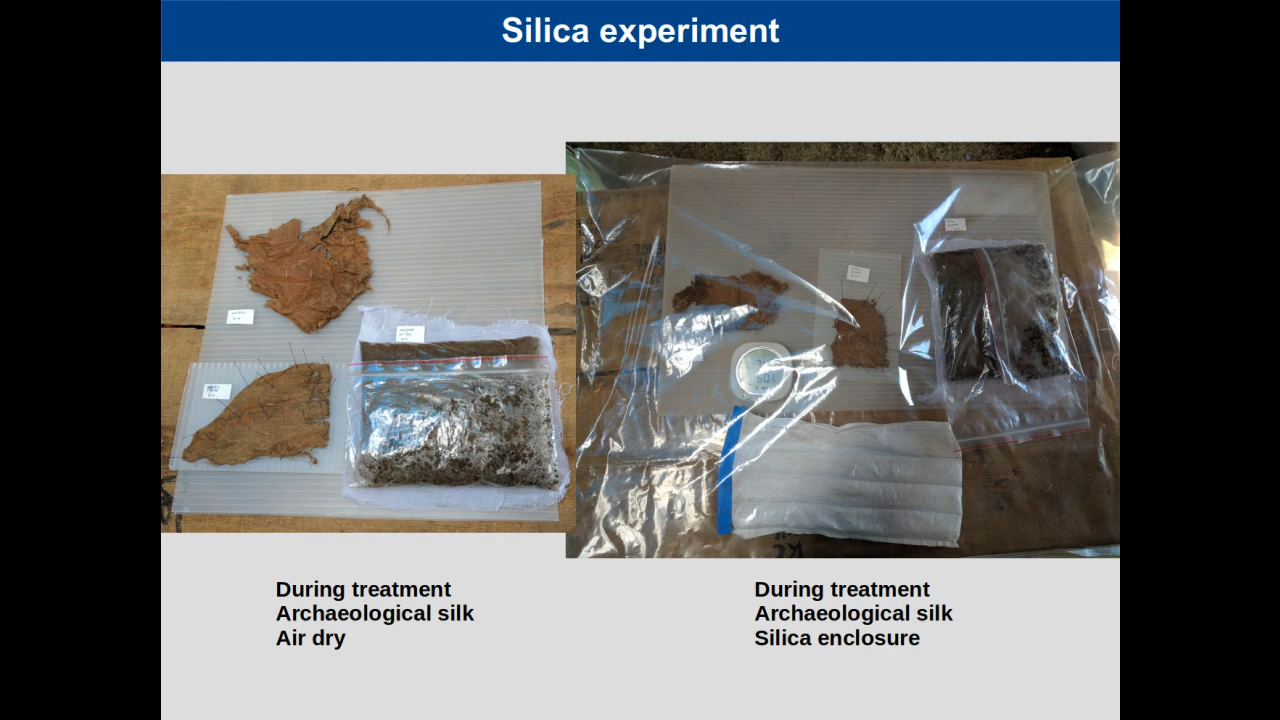 Silica experiment
During treatment
Archaeological silk
Air dry
During treatment
Archaeological silk
Silica enclosure